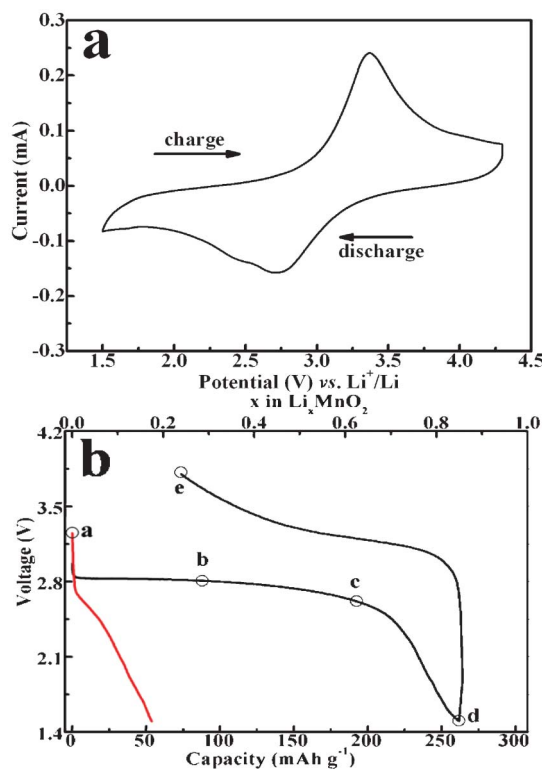 a
0.3
0.2
0.1
0.0
-0.1
-0.2
-0.3
Current (mA)
charge
discharge
1.5 2.0 2.5 3.0 3.5 4.0 4.5
Potential (V) vs. Li⁺/Li
x in LiₓMnO₂
0.0 0.2 0.4 0.6 0.8 1.0
b
4.2
3.5
2.8
2.1
1.4
Voltage (V)
a
e
b
c
d
0 50 100 150 200 250 300
Capacity (mAh g⁻¹)